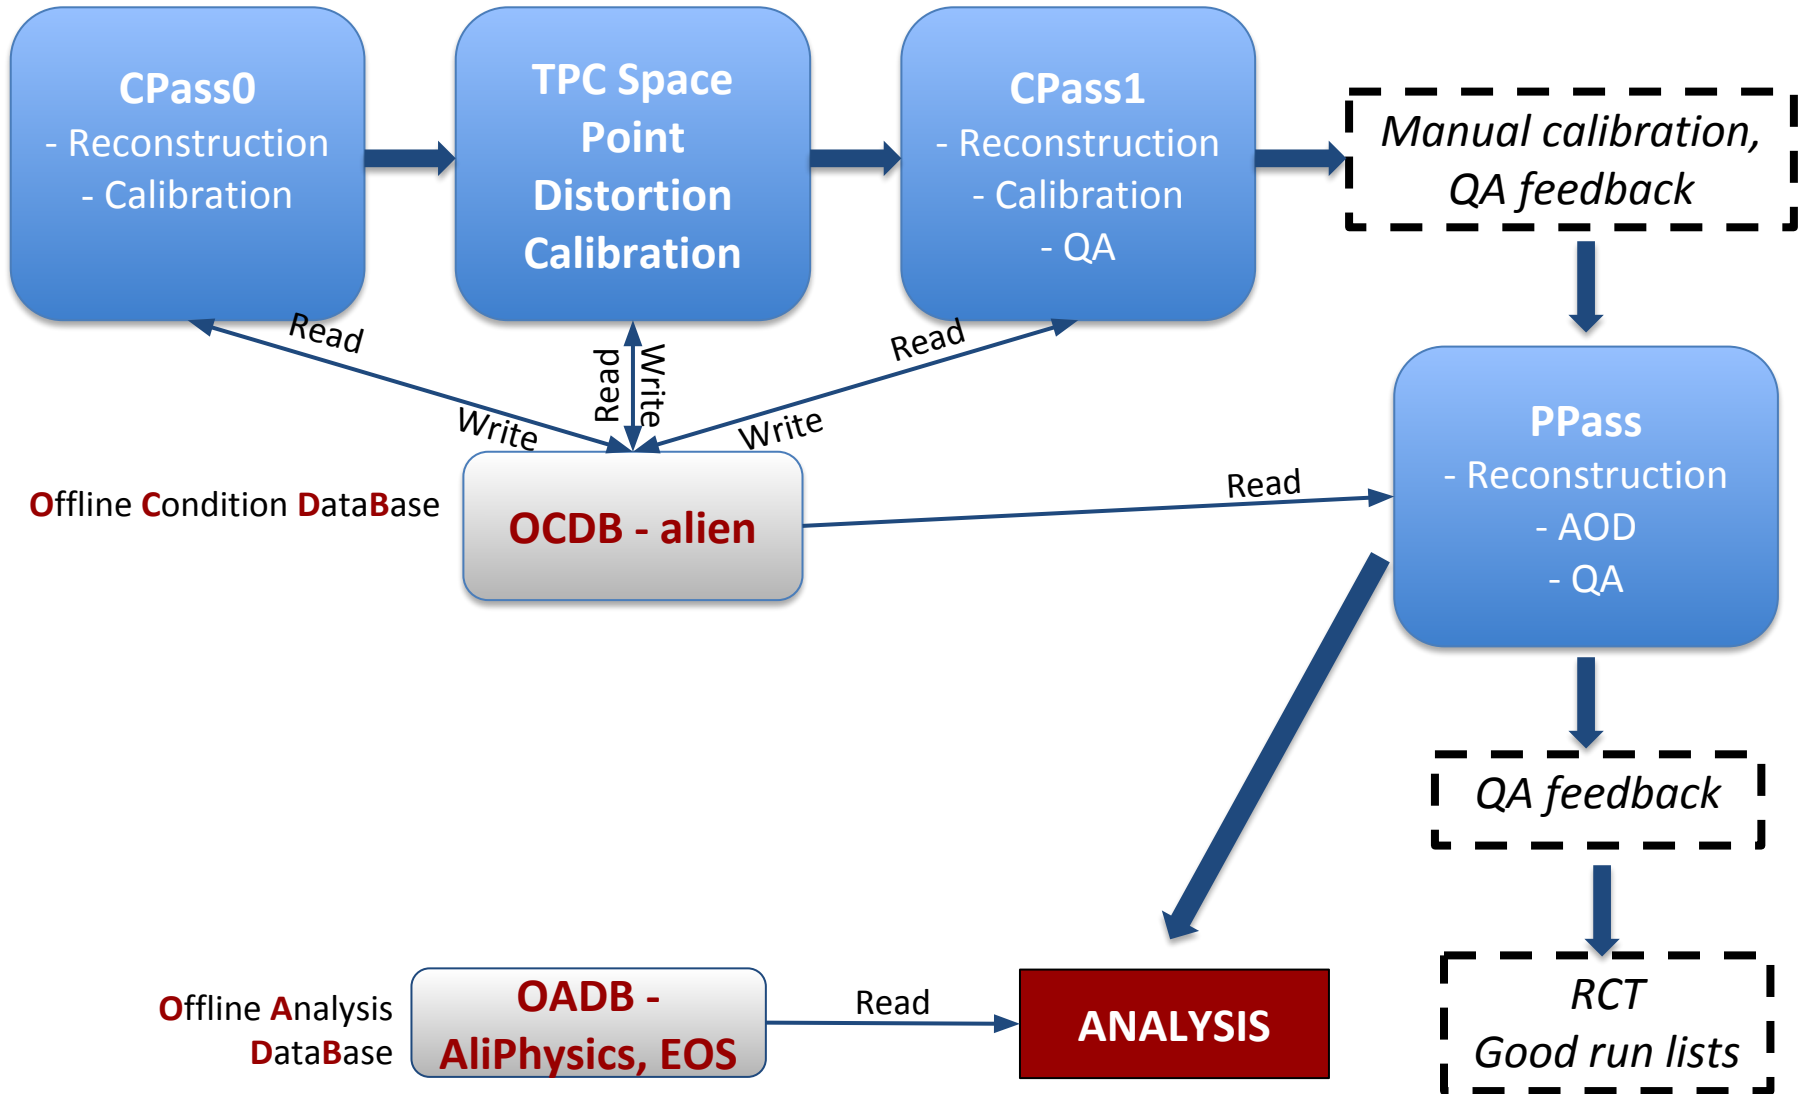 CPass0
- Reconstruction
- Calibration
TPC Space
Point
Distortion
Calibration
CPass1
- Reconstruction
- Calibration
- QA
Manual calibration,
QA feedback
Read
Write
Read
Write
Read
Write
Offline Condition DataBase
OCDB - alien
Read
PPass
- Reconstruction
- AOD
- QA
QA feedback
Offline Analysis
DataBase
OADB -
AliPhysics, EOS
Read
ANALYSIS
RCT
Good run lists